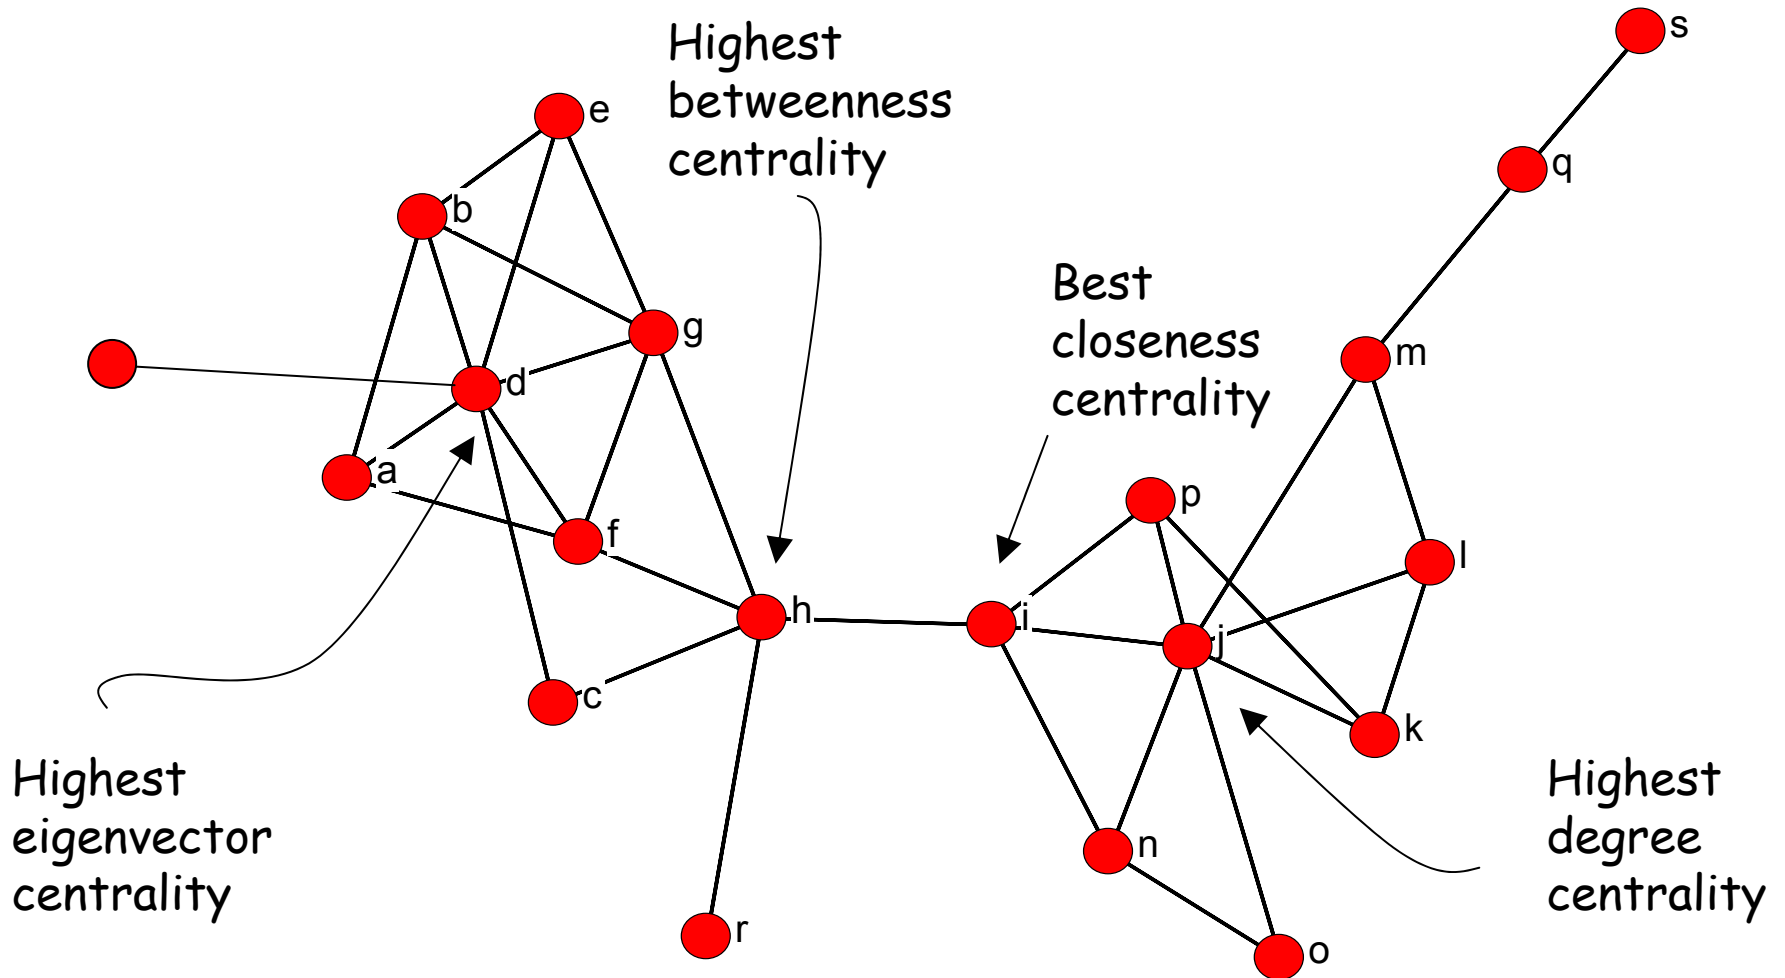 Highest
betweenness
centrality
s
e
q
b
Best
closeness
centrality
g
m
d
a
p
f
l
h
i
j
c
k
Highest
eigenvector
centrality
Highest
degree
centrality
n
r
o